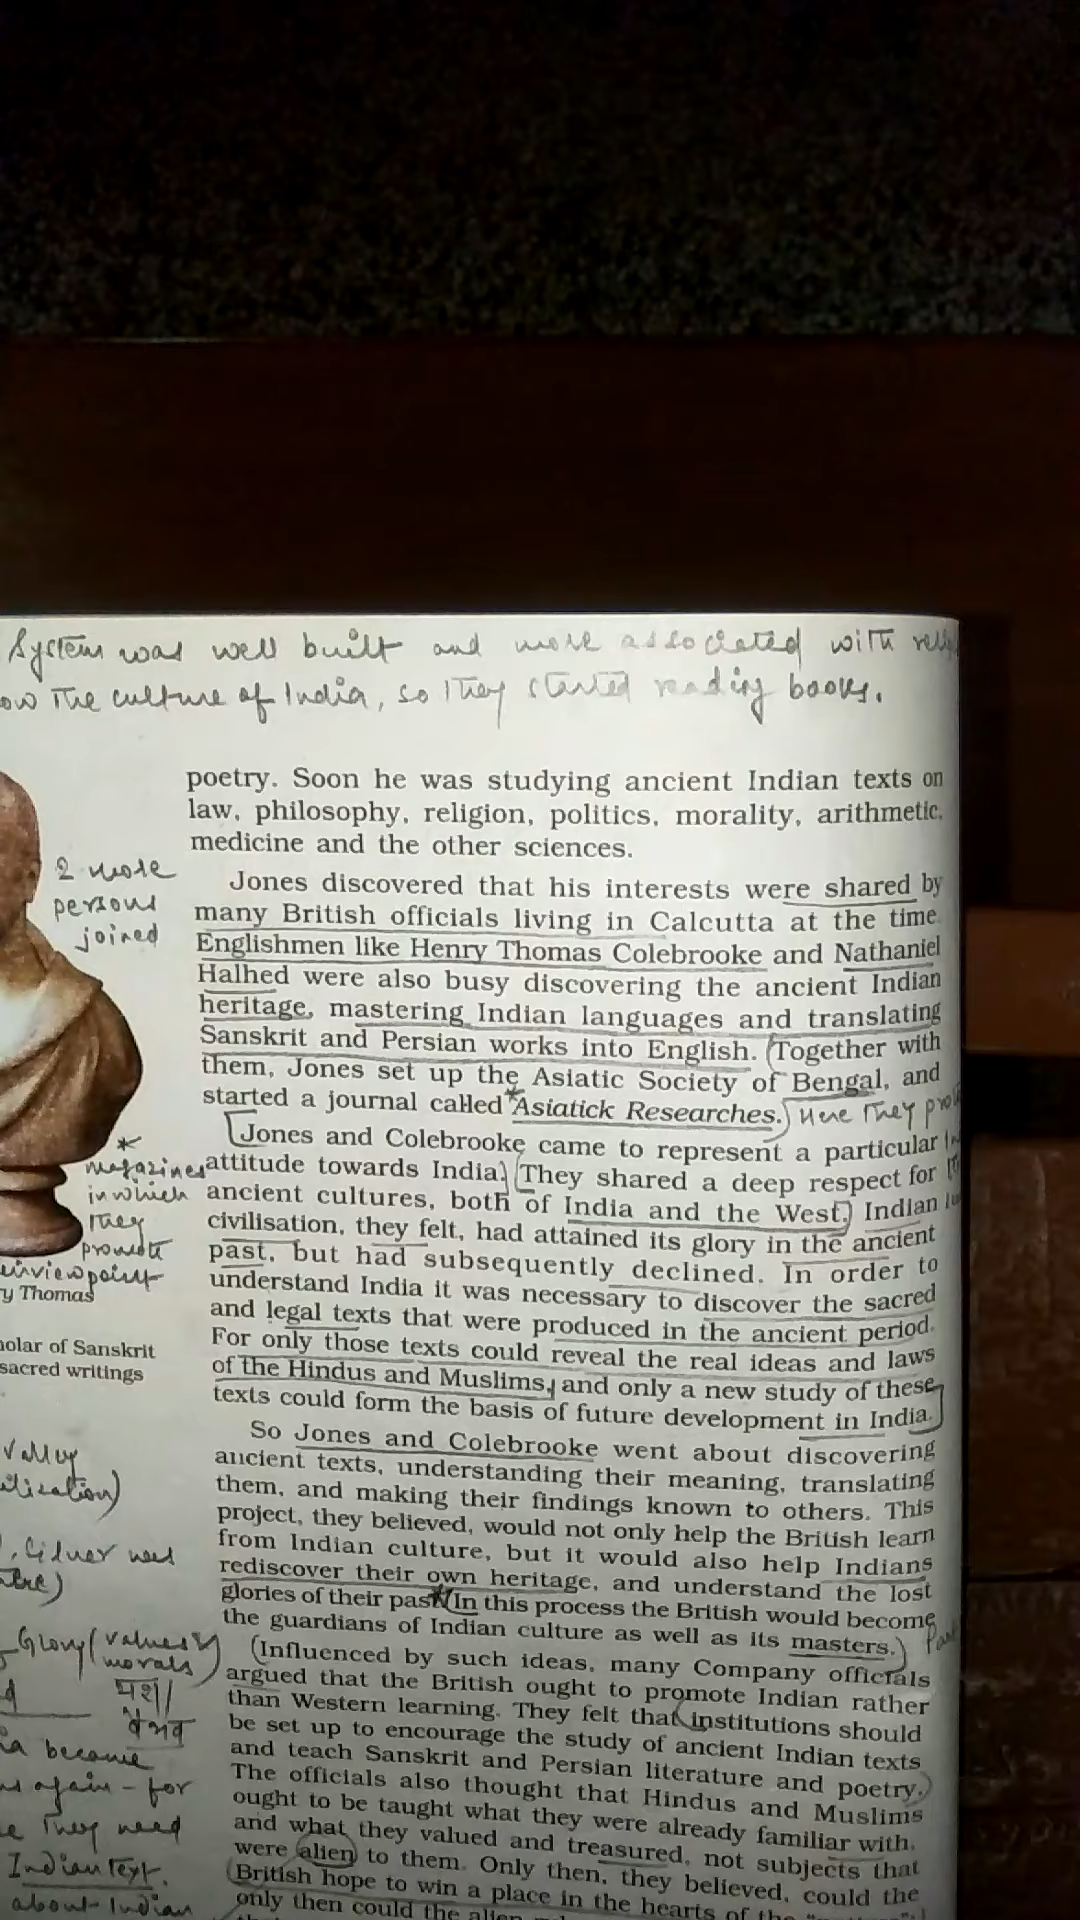 System was well built and more associated with
The culture of India, so they started reading books.
poetry. Soon he was studying ancient Indian texts on
law, philosophy, religion, politics, morality, arithmetic,
medicine and the other sciences.
2 more
persons
joined
Jones discovered that his interests were shared by
many British officials living in Calcutta at the time.
Englishmen like Henry Thomas Colebrooke and Nathaniel
Halhed were also busy discovering the ancient Indian
heritage, mastering Indian languages and translating
Sanskrit and Persian works into English. Together with
them, Jones set up the Asiatic Society of Bengal, and
started a journal called Asiatick Researches. Here they
Jones and Colebrooke came to represent a particular
attitude towards India. They shared a deep respect for
ancient cultures, both of India and the West. Indian
civilisation, they felt, had attained its glory in the ancient
past, but had subsequently declined. In order to
understand India it was necessary to discover the sacred
and legal texts that were produced in the ancient period.
For only those texts could reveal the real ideas and laws
of the Hindus and Muslims, and only a new study of these
texts could form the basis of future development in India.
* magazines
in which
they
promote
viewpoint
y Thomas
holar of Sanskrit
sacred writings
So Jones and Colebrooke went about discovering
ancient texts, understanding their meaning, translating
them, and making their findings known to others. This
project, they believed, would not only help the British learn
from Indian culture, but it would also help Indians
rediscover their own heritage, and understand the lost
glories of their past. In this process the British would become
the guardians of Indian culture as well as its masters.
Influenced by such ideas, many Company officials
argued that the British ought to promote Indian rather
than Western learning. They felt that institutions should
be set up to encourage the study of ancient Indian texts
and teach Sanskrit and Persian literature and poetry.
The officials also thought that Hindus and Muslims
ought to be taught what they were already familiar with,
and what they valued and treasured, not subjects that
were alien to them. Only then, they believed, could the
British hope to win a place in the hearts of the
only then could the alien
Valley
Glory (values
morals)
यश/
वैभव
became
again - for
they need
Indian Text.
about Indian